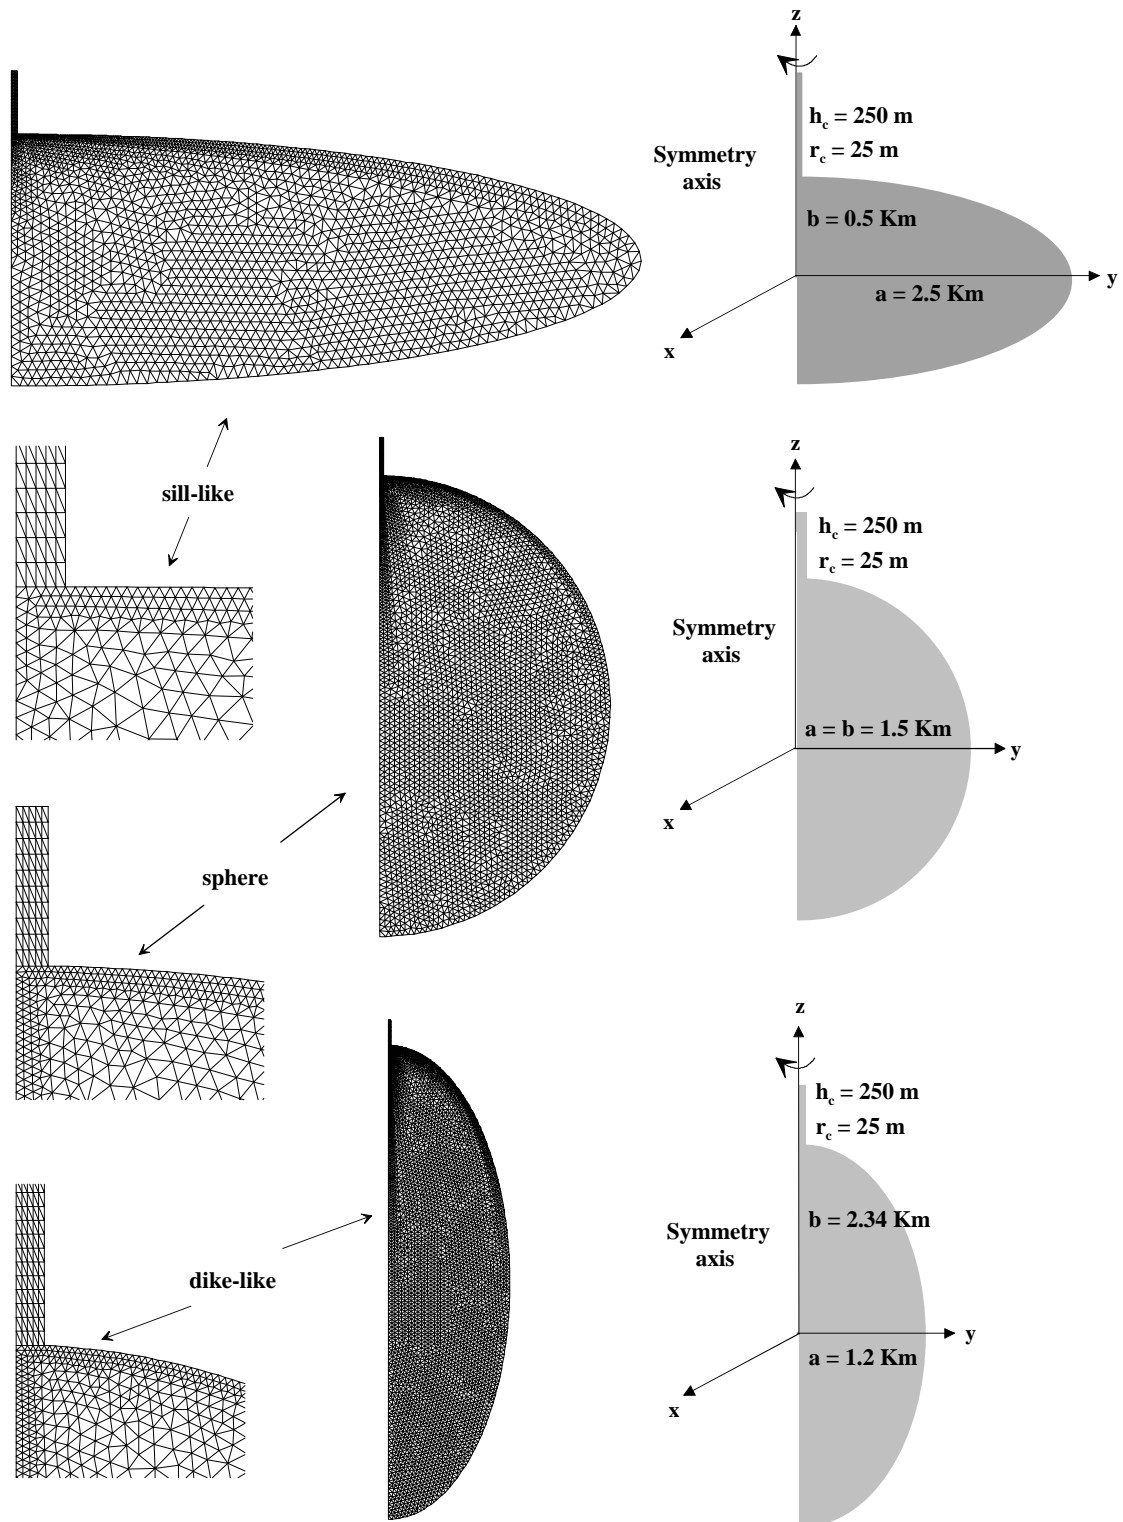 z
h_c = 250 m
r_c = 25 m
Symmetry
axis
b = 0.5 Km
y
a = 2.5 Km
x
sill-like
z
h_c = 250 m
r_c = 25 m
Symmetry
axis
a = b = 1.5 Km
y
x
sphere
z
h_c = 250 m
r_c = 25 m
b = 2.34 Km
Symmetry
axis
dike-like
y
a = 1.2 Km
x